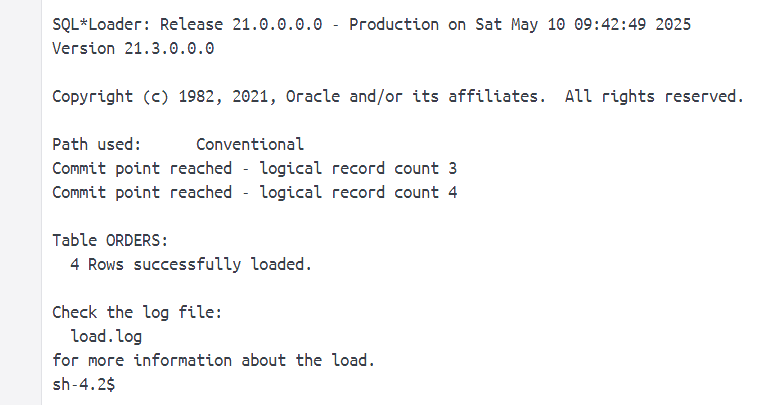 SQL*Loader: Release 21.0.0.0.0 - Production on Sat May 10 09:42:49 2025
Version 21.3.0.0.0
Copyright (c) 1982, 2021, Oracle and/or its affiliates.  All rights reserved.
Path used:      Conventional
Commit point reached - logical record count 3
Commit point reached - logical record count 4
Table ORDERS:
  4 Rows successfully loaded.
Check the log file:
  load.log
for more information about the load.
sh-4.2$